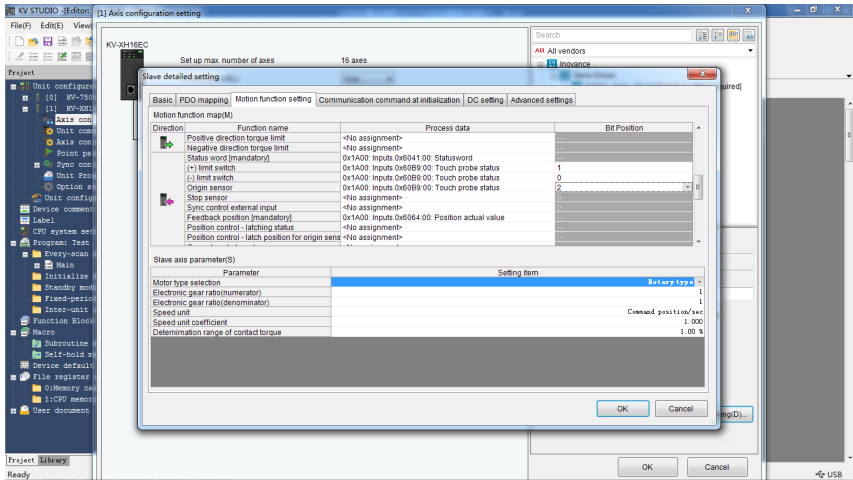 KV STUDIO -[Editor:
[1] Axis configuration setting
File(F) Edit(E) View
KV-XH16EC
Set up max. number of axes 16 axes
Search
All All vendors
Inovance
Project
Unit configure
[0] KV-750
[1] KV-XH1
Axis con
Unit com
Axis con
Point pa
Sync con
Unit Pro
Option s
Unit config
Device comment
Label
CPU system set
Program: Test
Every-scan
Main
Initialize
Standby mod
Fixed-perio
Inter-unit
Function Block
Macro
Subroutine
Self-hold m
Device default
File register
0:Memory ca
1:CPU memor
User document
Project Library
Ready
Slave detailed setting
Basic PDO mapping Motion function setting Communication command at initialization DC setting Advanced settings
Motion function map(M)
Direction Function name Process data Bit Position
Positive direction torque limit <No assignment> ---
Negative direction torque limit <No assignment> ---
Status word [mandatory] 0x1A00: Inputs.0x6041:00: Statusword ---
(+) limit switch 0x1A00: Inputs.0x60B9:00: Touch probe status 1
(-) limit switch 0x1A00: Inputs.0x60B9:00: Touch probe status 0
Origin sensor 0x1A00: Inputs.0x60B9:00: Touch probe status 2
Stop sensor <No assignment> 0
Sync control external input <No assignment> 0
Feedback position [mandatory] 0x1A00: Inputs.0x6064:00: Position actual value ---
Position control - latching status <No assignment> ---
Position control - latch position for origin sens <No assignment> ---
Slave axis parameter(S)
Parameter Setting item
Motor type selection Rotary type
Electronic gear ratio(numerator) 1
Electronic gear ratio(denominator) 1
Speed unit Command position/sec
Speed unit coefficient 1.000
Deternimation range of contact torque 1.00 %
OK Cancel
uired]
ing(D)...
OK Cancel
USB